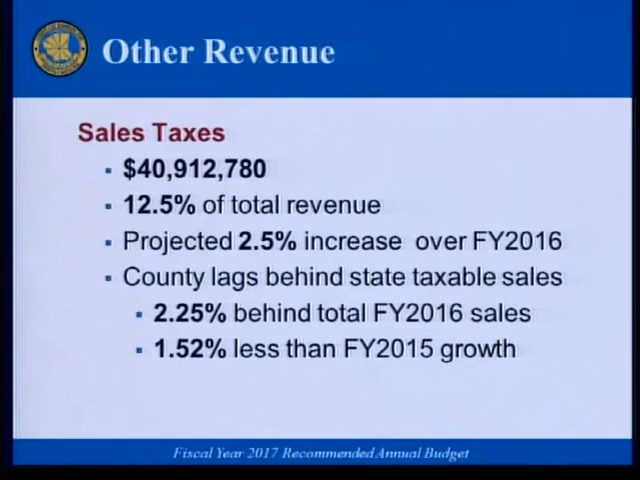 Other Revenue
Sales Taxes
▪ $40,912,780
▪ 12.5% of total revenue
▪ Projected 2.5% increase over FY2016
▪ County lags behind state taxable sales
▪ 2.25% behind total FY2016 sales
▪ 1.52% less than FY2015 growth
Fiscal Year 2017 Recommended Annual Budget